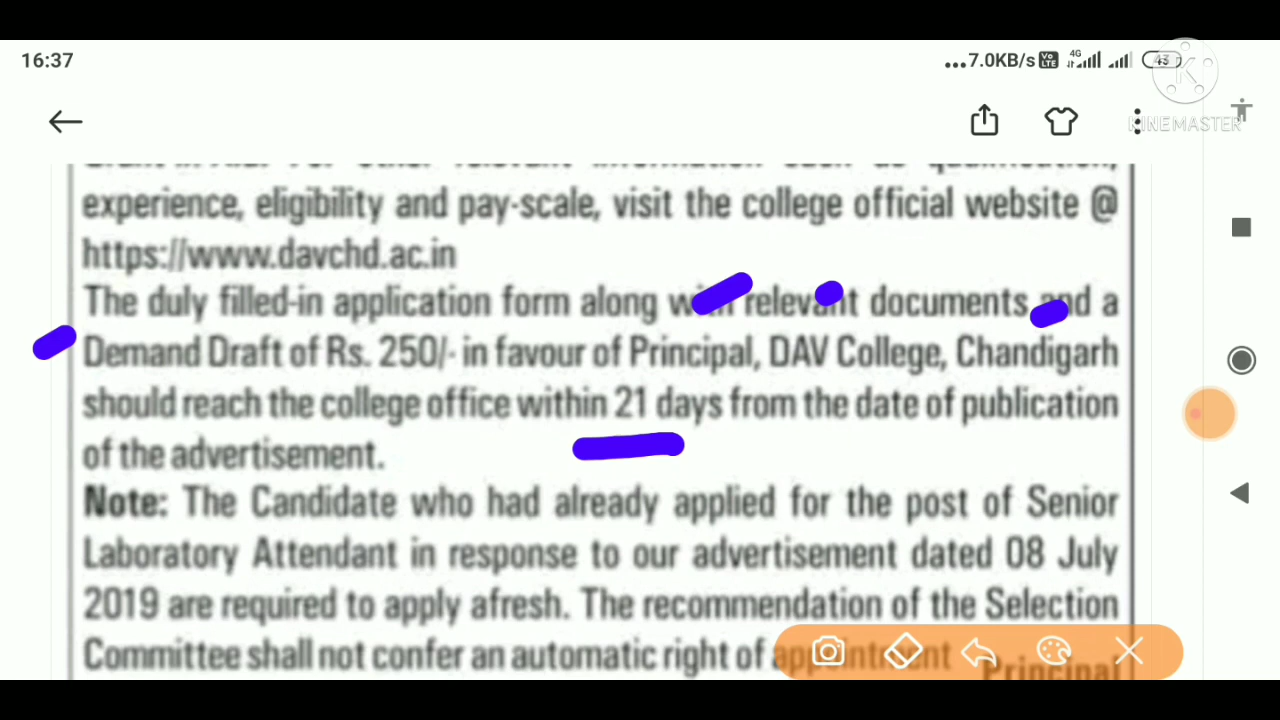 16:37
...7.0KB/s Vo LTE 4G 43
KINEMASTER
experience, eligibility and pay-scale, visit the college official website @
https://www.davchd.ac.in
The duly filled-in application form along with relevant documents and a
Demand Draft of Rs. 250/- in favour of Principal, DAV College, Chandigarh
should reach the college office within 21 days from the date of publication
of the advertisement.
Note: The Candidate who had already applied for the post of Senior
Laboratory Attendant in response to our advertisement dated 08 July
2019 are required to apply afresh. The recommendation of the Selection
Committee shall not confer an automatic right of appointment
Principal